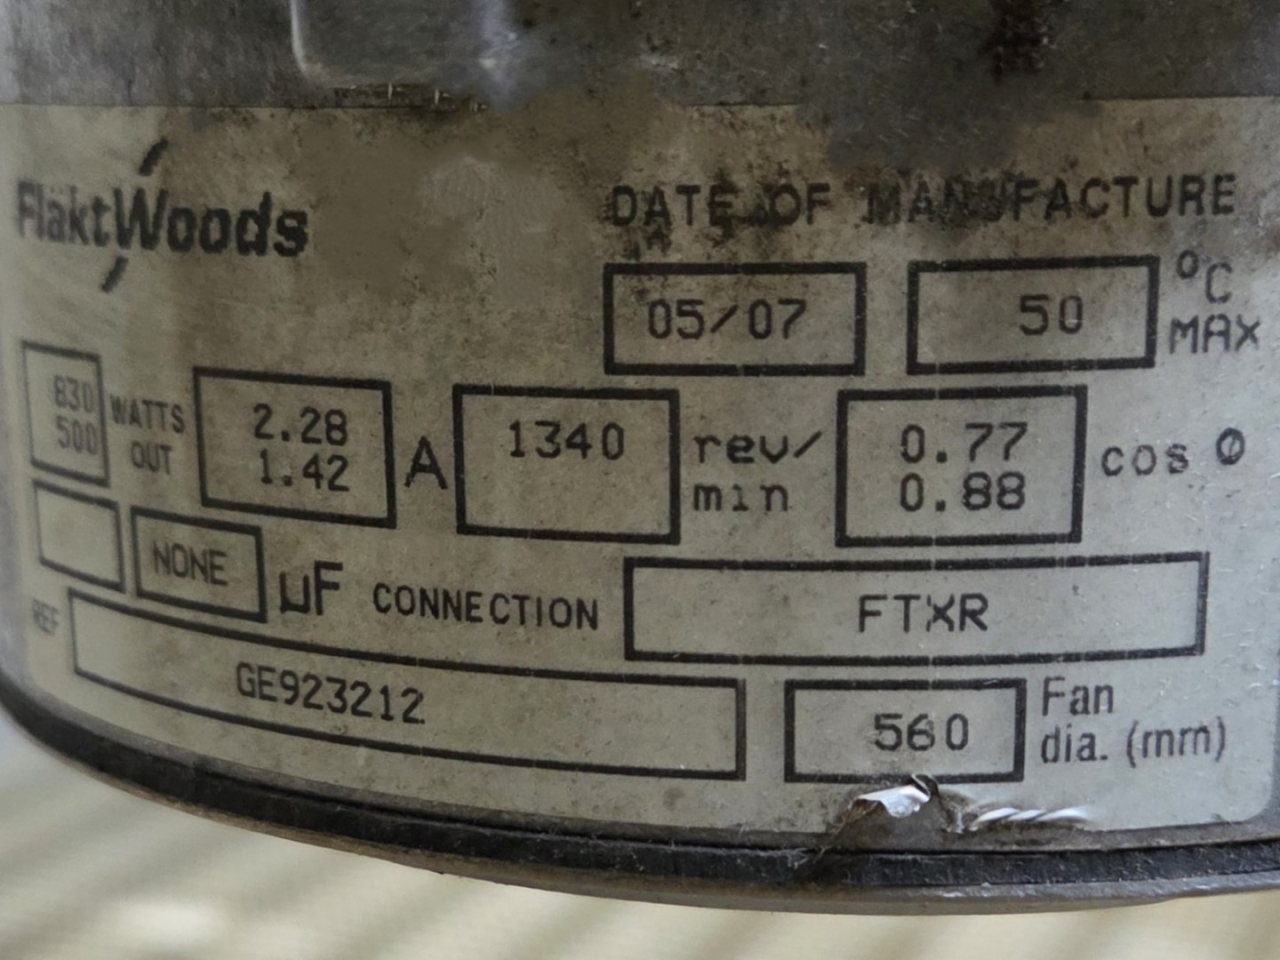 FläktWoods
DATE OF MANUFACTURE
05/07 50 °C MAX
830 500 WATTS OUT 2.28 1.42 A 1340 rev/min 0.77 0.88 cos Ø
NONE µF CONNECTION FTXR
REF GE923212 560 Fan dia. (mm)